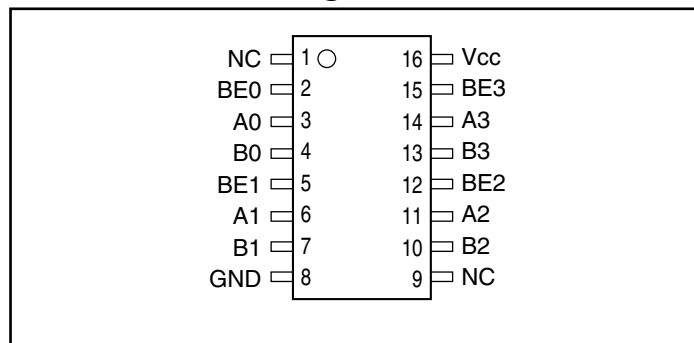 NC 1 16 Vcc
BE0 2 15 BE3
A0 3 14 A3
B0 4 13 B3
BE1 5 12 BE2
A1 6 11 A2
B1 7 10 B2
GND 8 9 NC